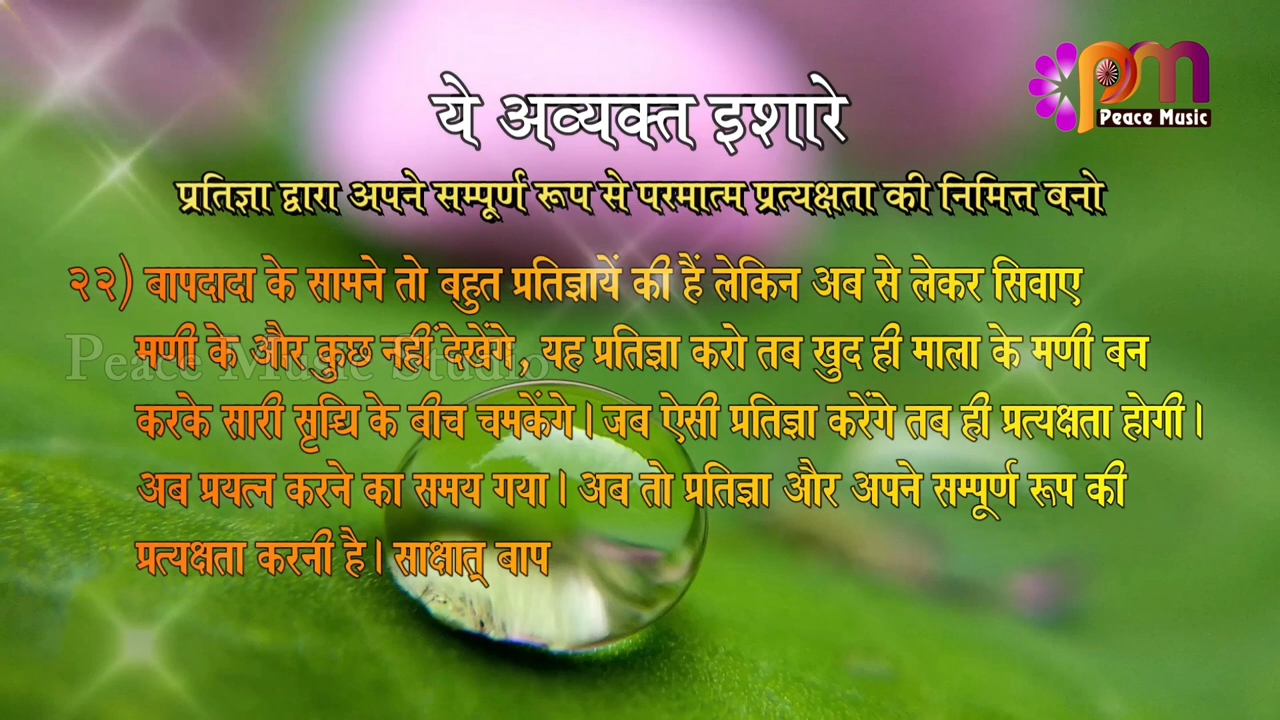 Peace Music
ये अव्यक्त इशारे
प्रतिज्ञा द्वारा अपने सम्पूर्ण रूप से परमात्म प्रत्यक्षता की निमित्त बनो
२२) बापदादा के सामने तो बहुत प्रतिज्ञायें की हैं लेकिन अब से लेकर सिवाए
मणी के और कुछ नहीं देखेंगे, यह प्रतिज्ञा करो तब खुद ही माला के मणी बन
Peace Music Studio
करके सारी सृष्टि के बीच चमकेंगे। जब ऐसी प्रतिज्ञा करेंगे तब ही प्रत्यक्षता होगी।
अब प्रयत्न करने का समय गया। अब तो प्रतिज्ञा और अपने सम्पूर्ण रूप की
प्रत्यक्षता करनी है। साक्षात् बाप